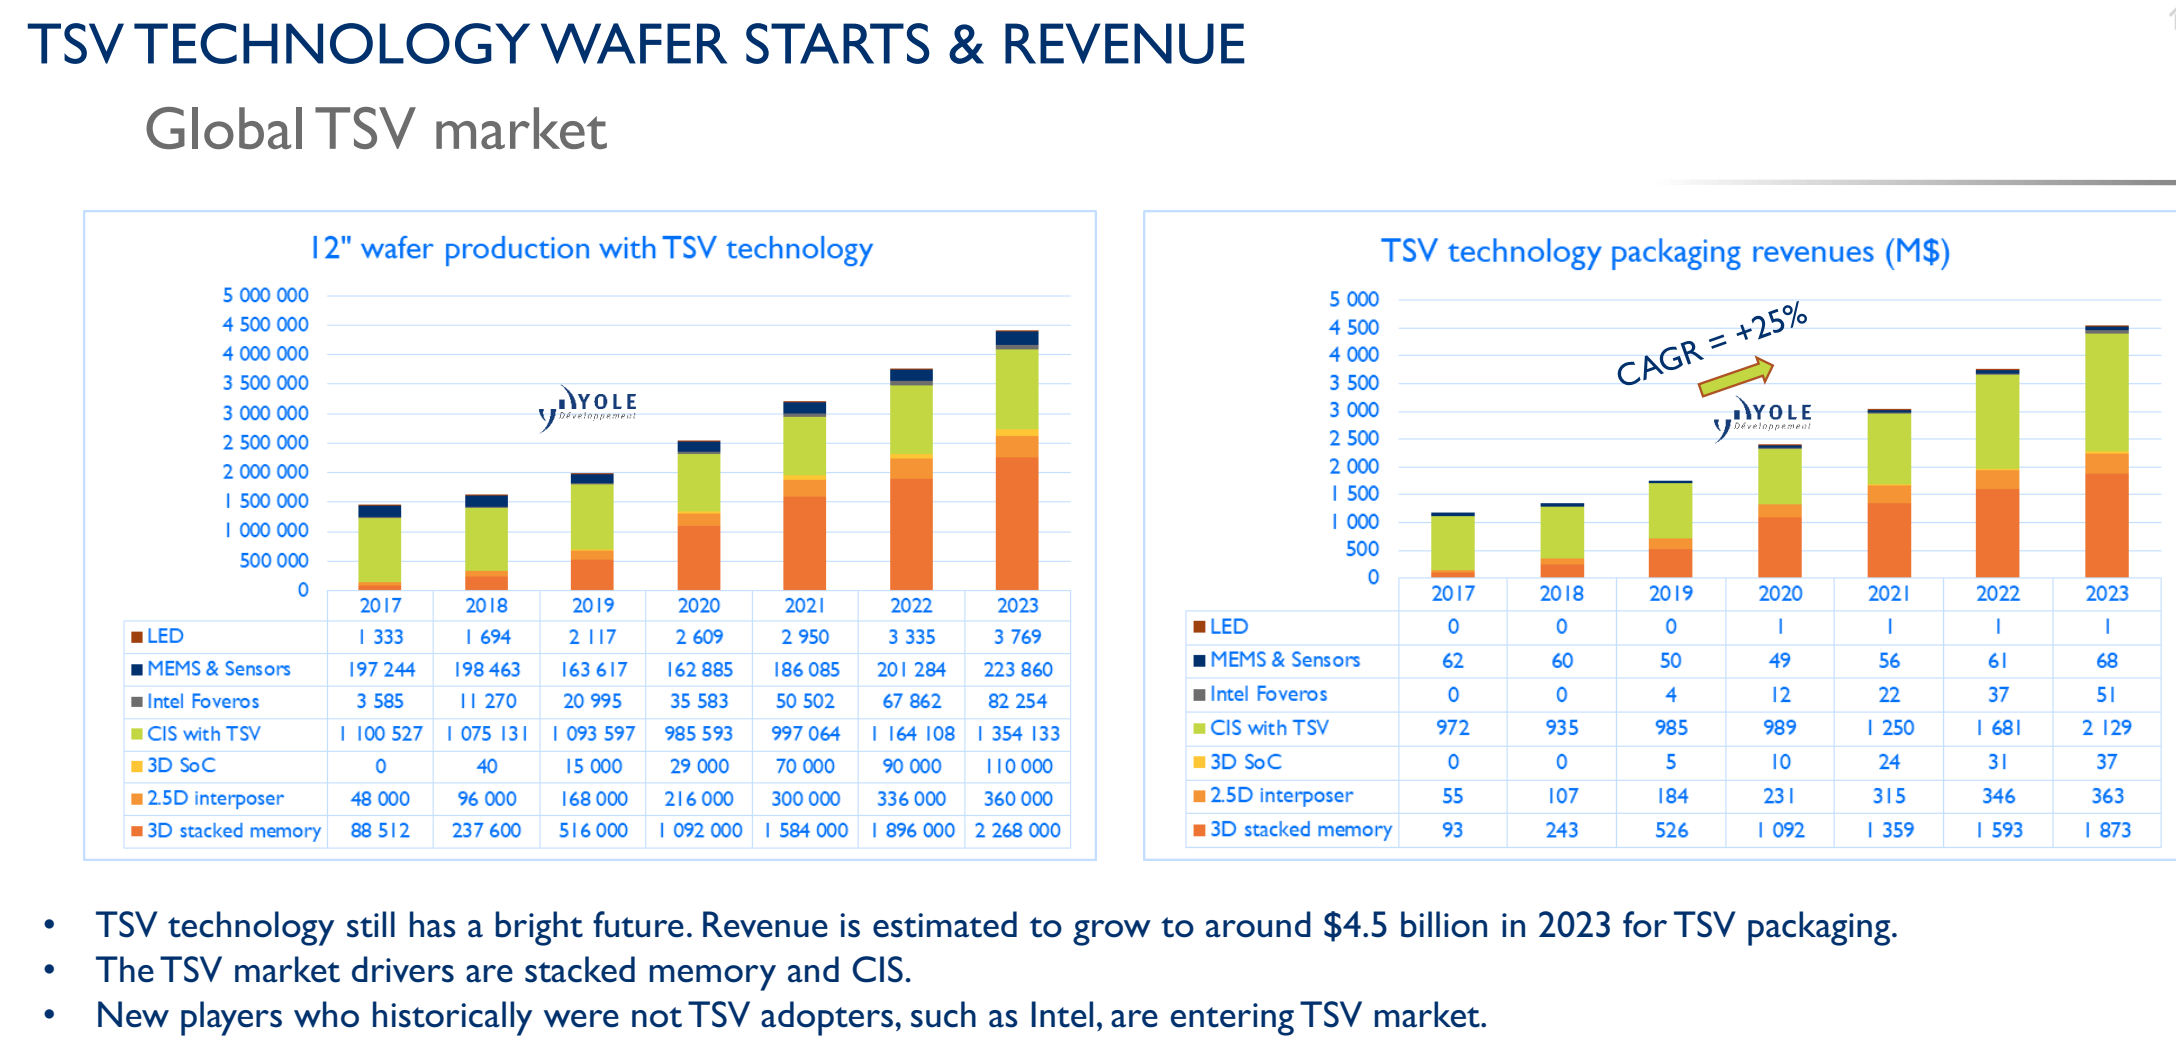 TSV TECHNOLOGY WAFER STARTS & REVENUE
Global TSV market
12" wafer production with TSV technology
5 000 000
4 500 000
4 000 000
3 500 000
3 000 000
2 500 000
2 000 000
1 500 000
1 000 000
500 000
0
YOLE
Développement
2017 2018 2019 2020 2021 2022 2023
LED 1 333 1 694 2 117 2 609 2 950 3 335 3 769
MEMS & Sensors 197 244 198 463 163 617 162 885 186 085 201 284 223 860
Intel Foveros 3 585 11 270 20 995 35 583 50 502 67 862 82 254
CIS with TSV 1 100 527 1 075 131 1 093 597 985 593 997 064 1 164 108 1 354 133
3D SoC 0 40 15 000 29 000 70 000 90 000 110 000
2.5D interposer 48 000 96 000 168 000 216 000 300 000 336 000 360 000
3D stacked memory 88 512 237 600 516 000 1 092 000 1 584 000 1 896 000 2 268 000
TSV technology packaging revenues (M$)
5 000
4 500
4 000
3 500
3 000
2 500
2 000
1 500
1 000
500
0
CAGR = +25%
YOLE
Développement
2017 2018 2019 2020 2021 2022 2023
LED 0 0 0 1 1 1 1
MEMS & Sensors 62 60 50 49 56 61 68
Intel Foveros 0 0 4 12 22 37 51
CIS with TSV 972 935 985 989 1 250 1 681 2 129
3D SoC 0 0 5 10 24 31 37
2.5D interposer 55 107 184 231 315 346 363
3D stacked memory 93 243 526 1 092 1 359 1 593 1 873
• TSV technology still has a bright future. Revenue is estimated to grow to around $4.5 billion in 2023 for TSV packaging.
• The TSV market drivers are stacked memory and CIS.
• New players who historically were not TSV adopters, such as Intel, are entering TSV market.